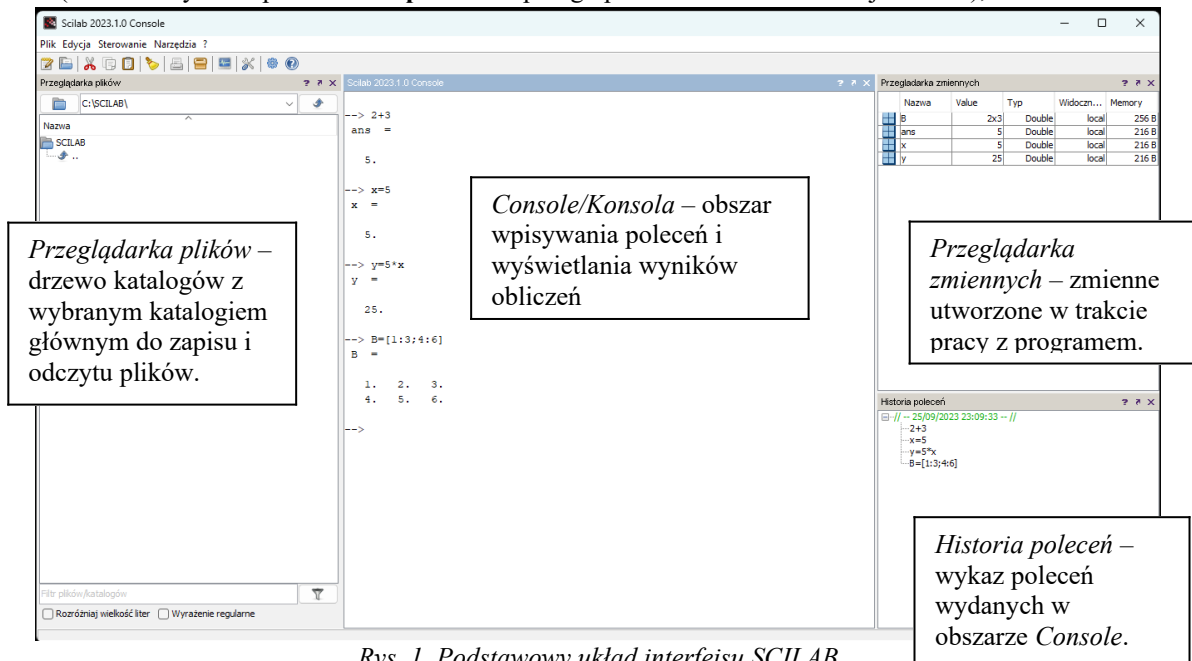 Scilab 2023.1.0 Console
Plik Edycja Sterowanie Narzędzia ?
Przeglądarka plików
C:\SCILAB\
Nazwa
SCILAB
..
Przeglądarka plików –
drzewo katalogów z
wybranym katalogiem
głównym do zapisu i
odczytu plików.
Filtr plików/katalogów
Rozróżniaj wielkość liter Wyrażenie regularne
Scilab 2023.1.0 Console
--> 2+3
ans =
5.
--> x=5
x =
5.
--> y=5*x
y =
25.
--> B=[1:3;4:6]
B =
1. 2. 3.
4. 5. 6.
-->
Console/Konsola – obszar
wpisywania poleceń i
wyświetlania wyników
obliczeń
Przegladarka zmiennych
Nazwa Value Typ Widoczn... Memory
B 2x3 Double local 256 B
ans 5 Double local 216 B
x 5 Double local 216 B
y 25 Double local 216 B
Przeglądarka
zmiennych – zmienne
utworzone w trakcie
pracy z programem.
Historia poleceń
// -- 25/09/2023 23:09:33 -- //
2+3
x=5
y=5*x
B=[1:3;4:6]
Historia poleceń –
wykaz poleceń
wydanych w
obszarze Console.
Rys. 1. Podstawowy układ interfejsu SCILAB